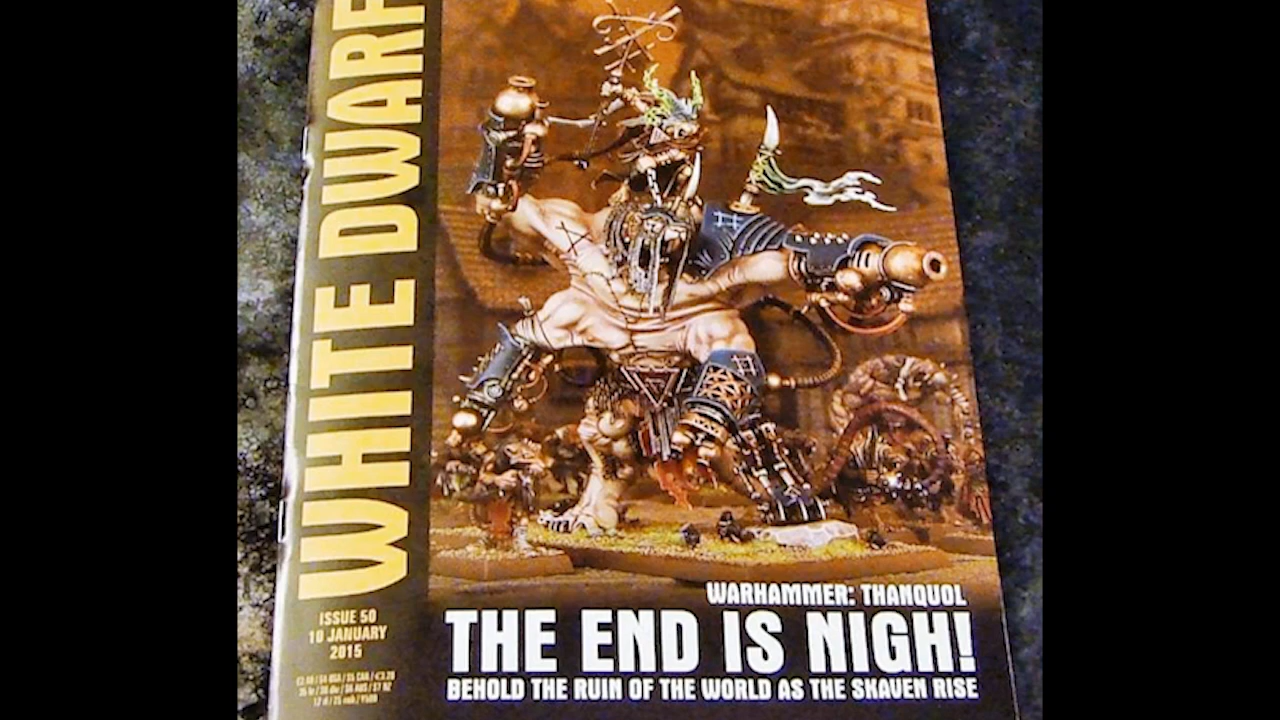 WHITE DWARF
ISSUE 50
10 JANUARY
2015
WARHAMMER: THANQUOL
THE END IS NIGH!
BEHOLD THE RUIN OF THE WORLD AS THE SKAVEN RISE